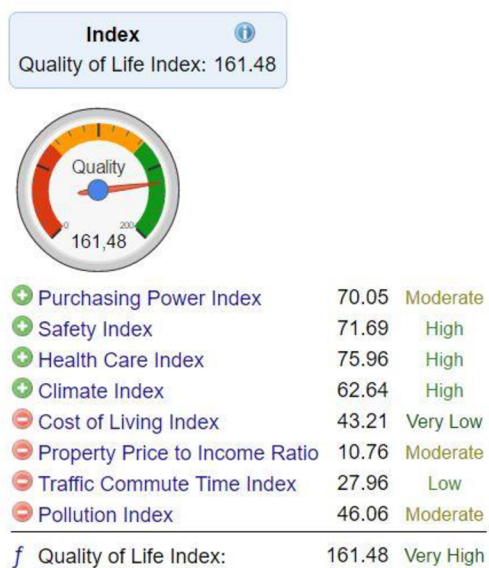 Index
Quality of Life Index: 161.48
Quality
0 200
161,48
Purchasing Power Index 70.05 Moderate
Safety Index 71.69 High
Health Care Index 75.96 High
Climate Index 62.64 High
Cost of Living Index 43.21 Very Low
Property Price to Income Ratio 10.76 Moderate
Traffic Commute Time Index 27.96 Low
Pollution Index 46.06 Moderate
ƒ Quality of Life Index: 161.48 Very High